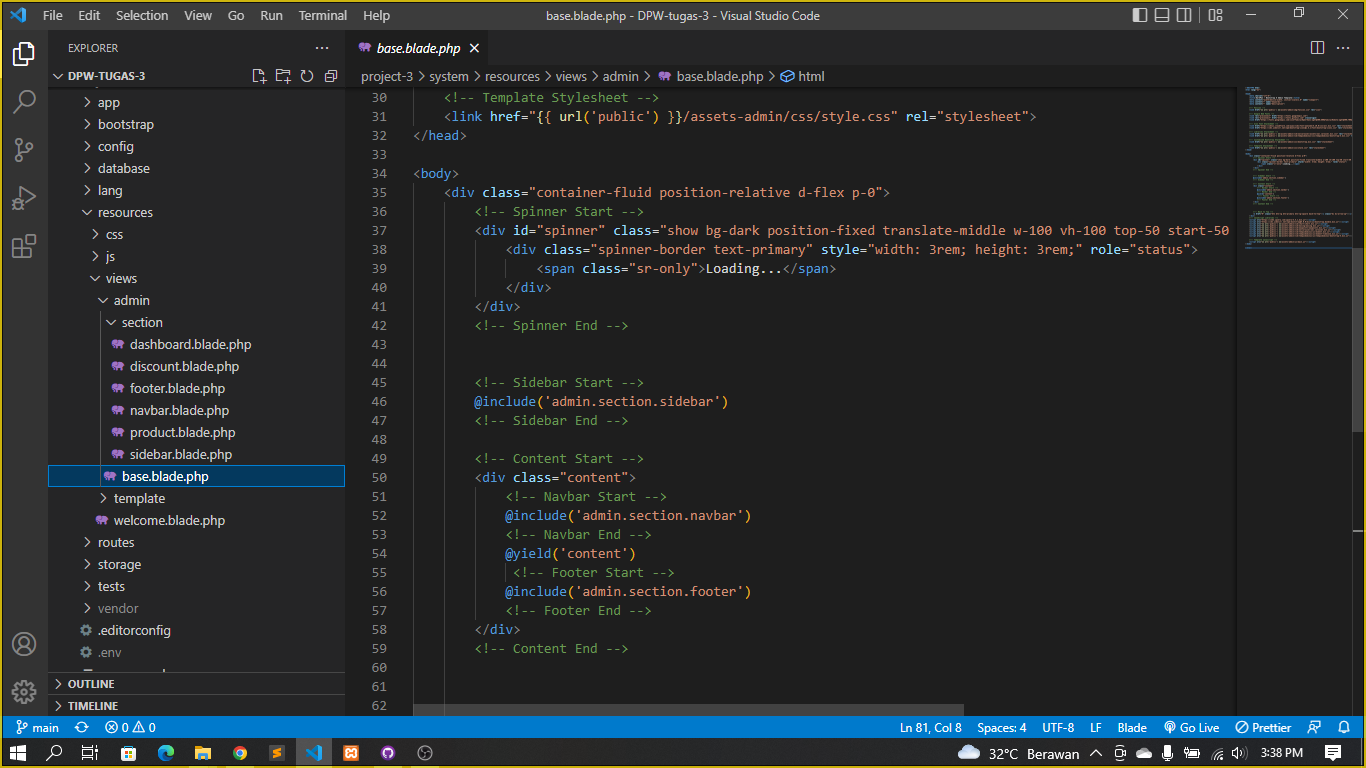 File Edit Selection View Go Run Terminal Help
base.blade.php - DPW-tugas-3 - Visual Studio Code
EXPLORER
DPW-TUGAS-3
app
bootstrap
config
database
lang
resources
css
js
views
admin
section
dashboard.blade.php
discount.blade.php
footer.blade.php
navbar.blade.php
product.blade.php
sidebar.blade.php
base.blade.php
template
welcome.blade.php
routes
storage
tests
vendor
.editorconfig
.env
OUTLINE
TIMELINE
base.blade.php
project-3 > system > resources > views > admin > base.blade.php > html
30 <!-- Template Stylesheet -->
31 <link href="{{ url('public') }}/assets-admin/css/style.css" rel="stylesheet">
32 </head>
33
34 <body>
35 <div class="container-fluid position-relative d-flex p-0">
36 <!-- Spinner Start -->
37 <div id="spinner" class="show bg-dark position-fixed translate-middle w-100 vh-100 top-50 start-50
38 <div class="spinner-border text-primary" style="width: 3rem; height: 3rem;" role="status">
39 <span class="sr-only">Loading...</span>
40 </div>
41 </div>
42 <!-- Spinner End -->
43
44
45 <!-- Sidebar Start -->
46 @include('admin.section.sidebar')
47 <!-- Sidebar End -->
48
49 <!-- Content Start -->
50 <div class="content">
51 <!-- Navbar Start -->
52 @include('admin.section.navbar')
53 <!-- Navbar End -->
54 @yield('content')
55 <!-- Footer Start -->
56 @include('admin.section.footer')
57 <!-- Footer End -->
58 </div>
59 <!-- Content End -->
60
61
62
main 0 0 Ln 81, Col 8 Spaces: 4 UTF-8 LF Blade Go Live Prettier
32°C Berawan 3:38 PM